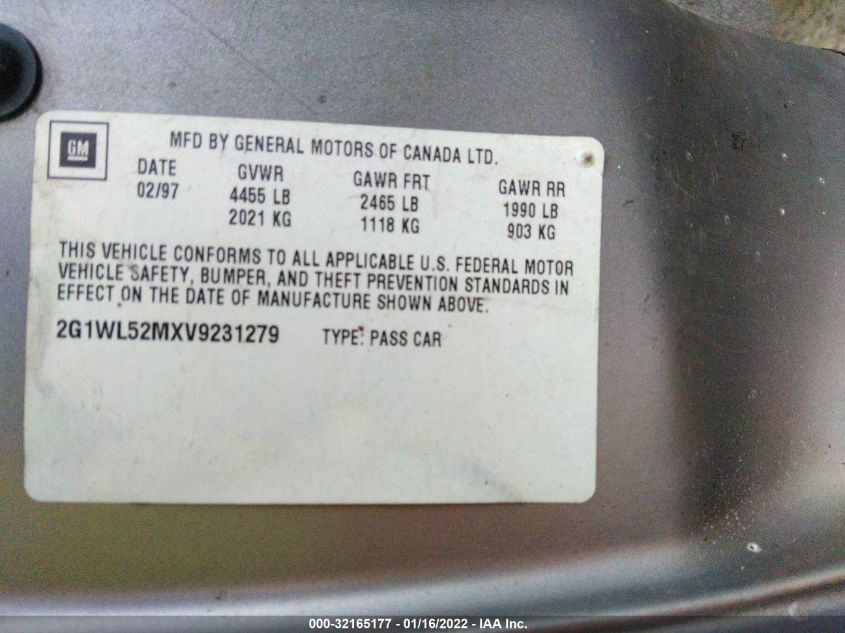 GM
MFD BY GENERAL MOTORS OF CANADA LTD.
DATE GVWR GAWR FRT GAWR RR
02/97 4455 LB 2465 LB 1990 LB
2021 KG 1118 KG 903 KG
THIS VEHICLE CONFORMS TO ALL APPLICABLE U.S. FEDERAL MOTOR
VEHICLE SAFETY, BUMPER, AND THEFT PREVENTION STANDARDS IN
EFFECT ON THE DATE OF MANUFACTURE SHOWN ABOVE.
2G1WL52MXV9231279 TYPE: PASS CAR
000-32165177 - 01/16/2022 - IAA Inc.